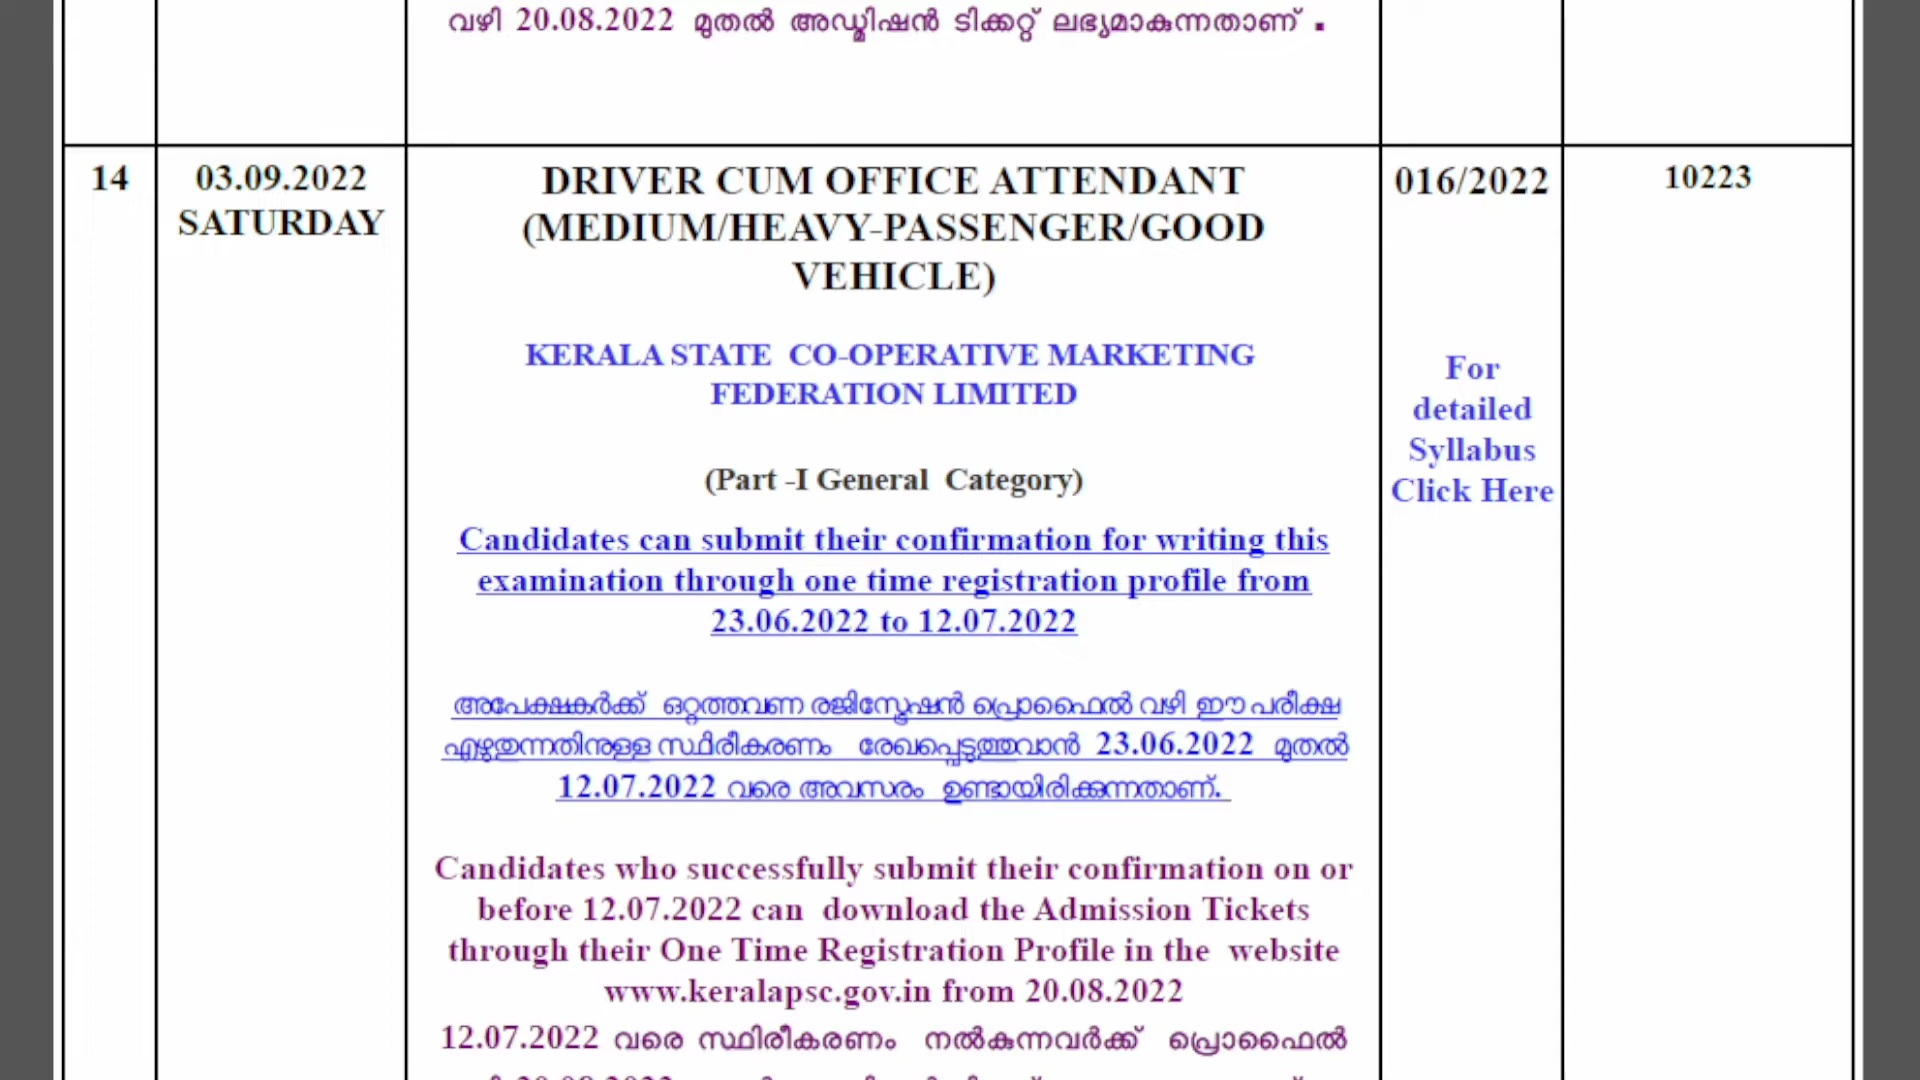 വഴി 20.08.2022 മുതൽ അഡ്മിഷൻ ടിക്കറ്റ് ലഭ്യമാകുന്നതാണ് .
14
03.09.2022
SATURDAY
DRIVER CUM OFFICE ATTENDANT
(MEDIUM/HEAVY-PASSENGER/GOOD
VEHICLE)
KERALA STATE CO-OPERATIVE MARKETING
FEDERATION LIMITED
(Part -I General Category)
Candidates can submit their confirmation for writing this
examination through one time registration profile from
23.06.2022 to 12.07.2022
അപേക്ഷകർക്ക് ഒറ്റത്തവണ രജിസ്ട്രേഷൻ പ്രൊഫൈൽ വഴി ഈ പരീക്ഷ
എഴുതുന്നതിനുള്ള സ്ഥിരീകരണം രേഖപ്പെടുത്തുവാൻ 23.06.2022 മുതൽ
12.07.2022 വരെ അവസരം ഉണ്ടായിരിക്കുന്നതാണ്.
Candidates who successfully submit their confirmation on or
before 12.07.2022 can download the Admission Tickets
through their One Time Registration Profile in the website
www.keralapsc.gov.in from 20.08.2022
12.07.2022 വരെ സ്ഥിരീകരണം നൽകുന്നവർക്ക് പ്രൊഫൈൽ
016/2022
For
detailed
Syllabus
Click Here
10223